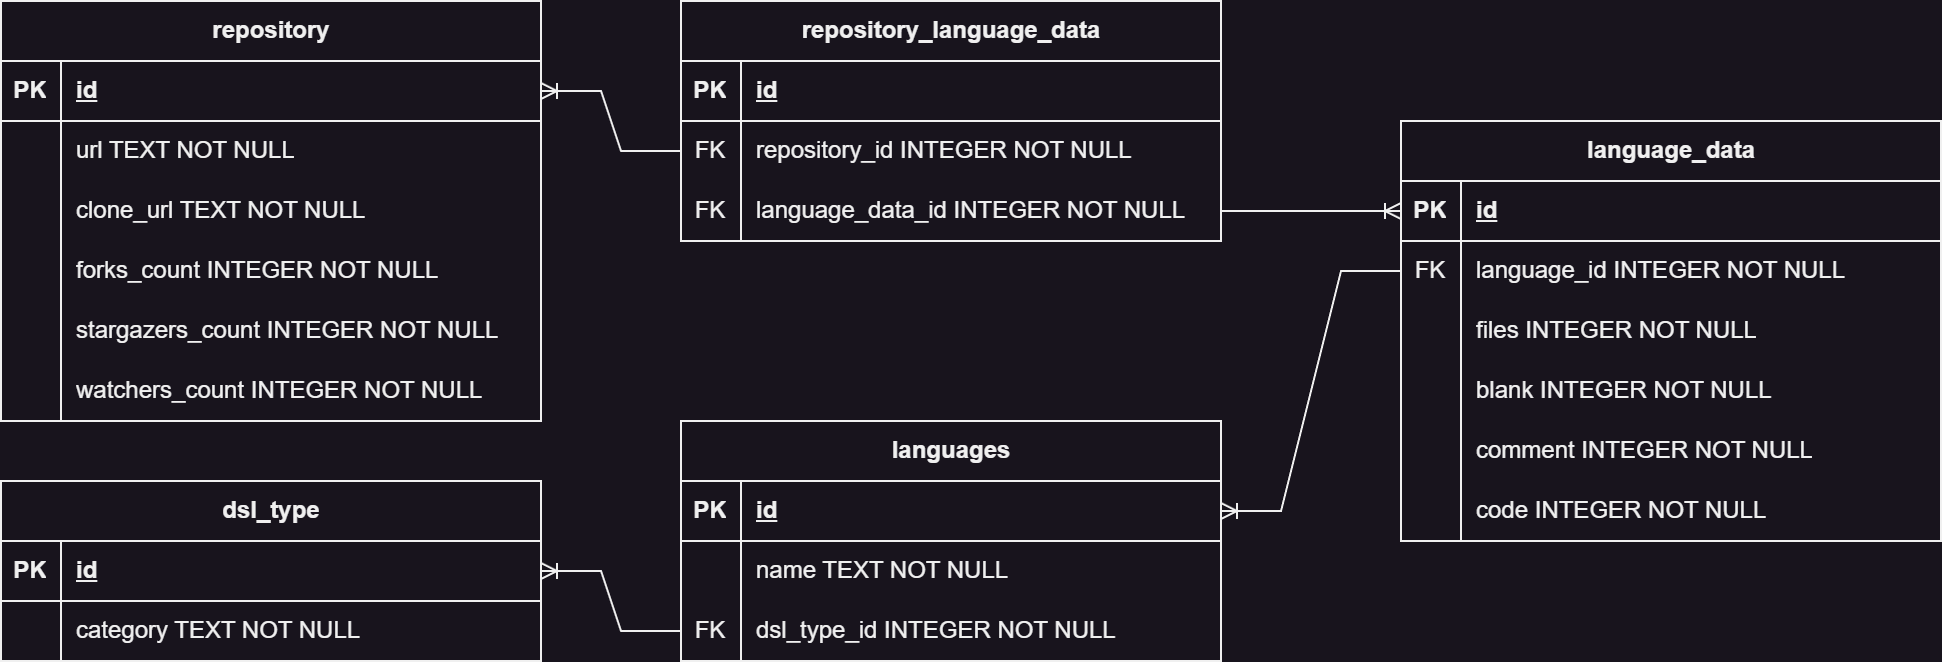 repository
PK id
url TEXT NOT NULL
clone_url TEXT NOT NULL
forks_count INTEGER NOT NULL
stargazers_count INTEGER NOT NULL
watchers_count INTEGER NOT NULL
repository_language_data
PK id
FK repository_id INTEGER NOT NULL
FK language_data_id INTEGER NOT NULL
language_data
PK id
FK language_id INTEGER NOT NULL
files INTEGER NOT NULL
blank INTEGER NOT NULL
comment INTEGER NOT NULL
code INTEGER NOT NULL
dsl_type
PK id
category TEXT NOT NULL
languages
PK id
name TEXT NOT NULL
FK dsl_type_id INTEGER NOT NULL